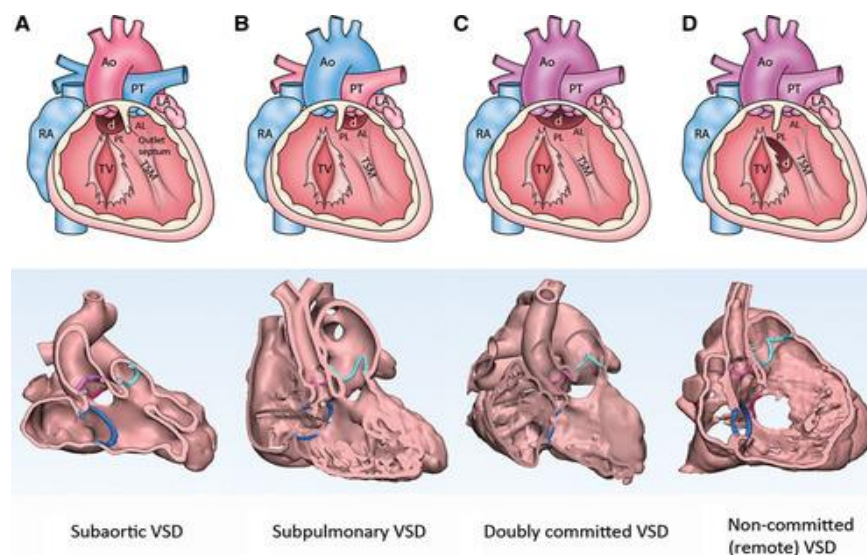 A B C D
Ao Ao Ao Ao
PT PT PT PT
LA LA LA LA
RA d AL RA d RA d RA
PL Outlet septum PL AL PL AL PL AL
TV TSM TV TSM TV TSM TV d TSM
Subaortic VSD
Subpulmonary VSD
Doubly committed VSD
Non-committed
(remote) VSD